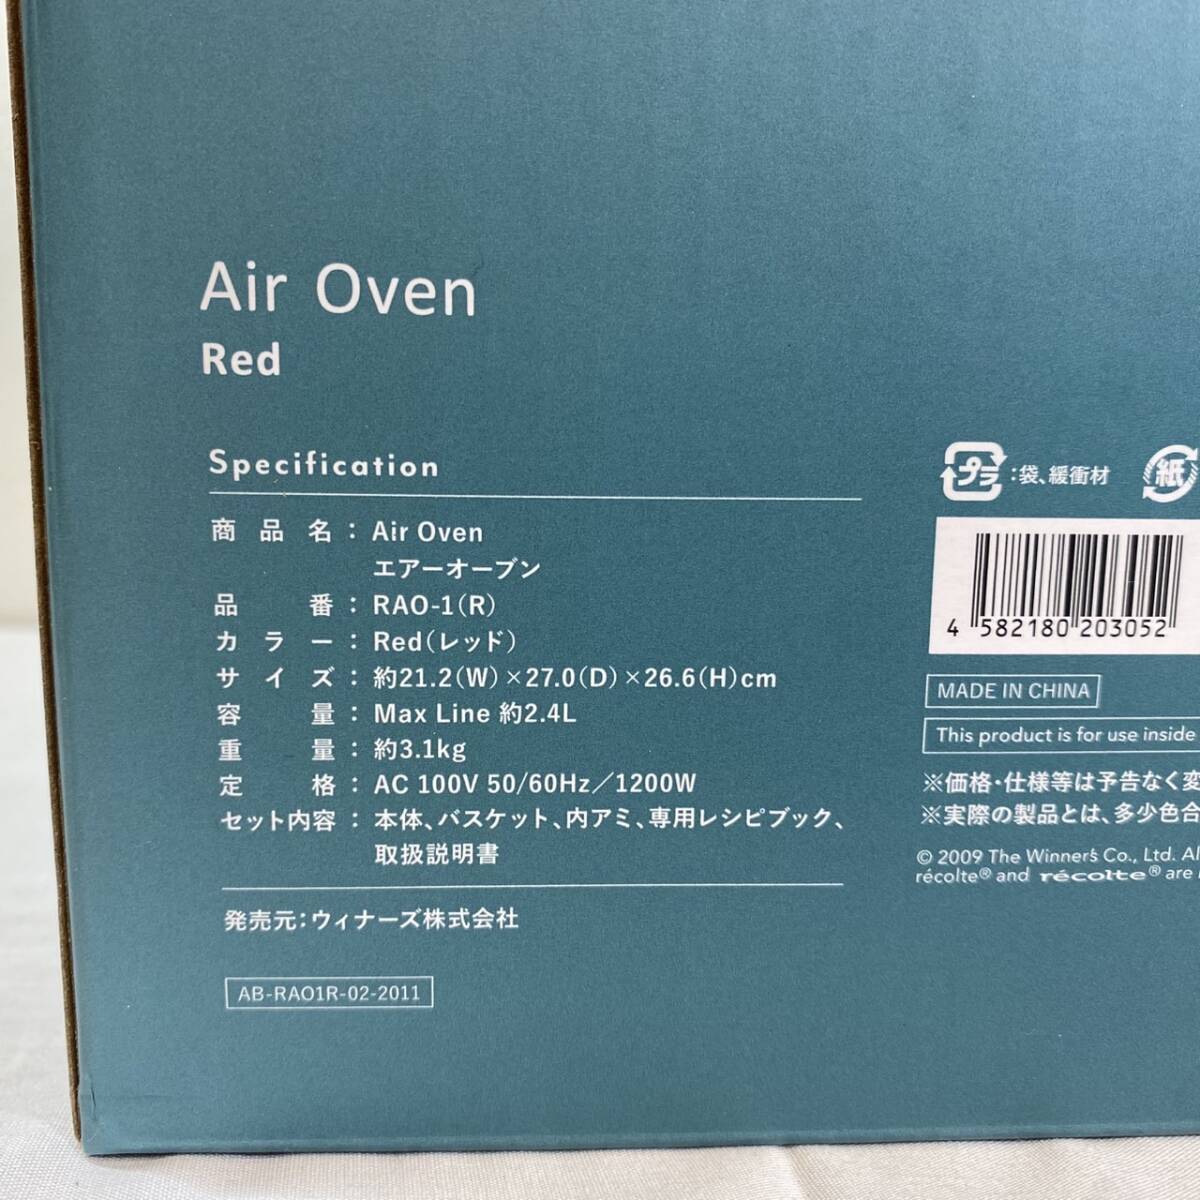 Air Oven
Red
Specification
商品名：Air Oven
エアーオーブン
品番：RAO-1(R)
カラー：Red(レッド)
サイズ：約21.2(W)×27.0(D)×26.6(H)cm
容量：Max Line 約2.4L
重量：約3.1kg
定格：AC 100V 50/60Hz／1200W
セット内容：本体、バスケット、内アミ、専用レシピブック、
取扱説明書
発売元：ウィナーズ株式会社
AB-RAO1R-02-2011
プラ：袋、緩衝材
紙
4 582180 203052
MADE IN CHINA
This product is for use inside
※価格・仕様等は予告なく変
※実際の製品とは、多少色合
© 2009 The Winner's Co., Ltd. Al
récolte® and récolte® are